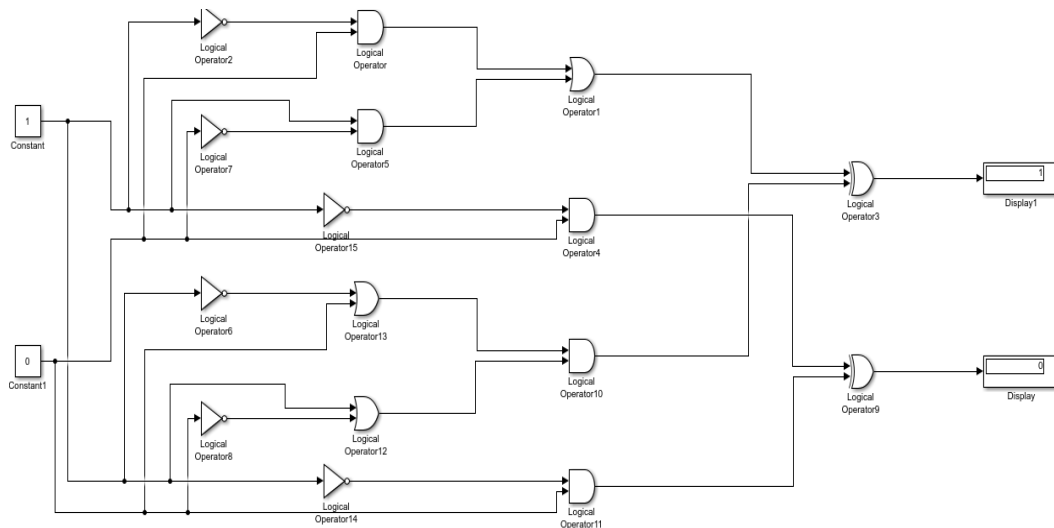 Logical
Operator2
Logical
Operator
Logical
Operator1
1
Constant
Logical
Operator7
Logical
Operator5
Logical
Operator3
1
Display1
Logical
Operator15
Logical
Operator4
Logical
Operator6
Logical
Operator13
0
Constant1
Logical
Operator10
Logical
Operator9
0
Display
Logical
Operator8
Logical
Operator12
Logical
Operator14
Logical
Operator11